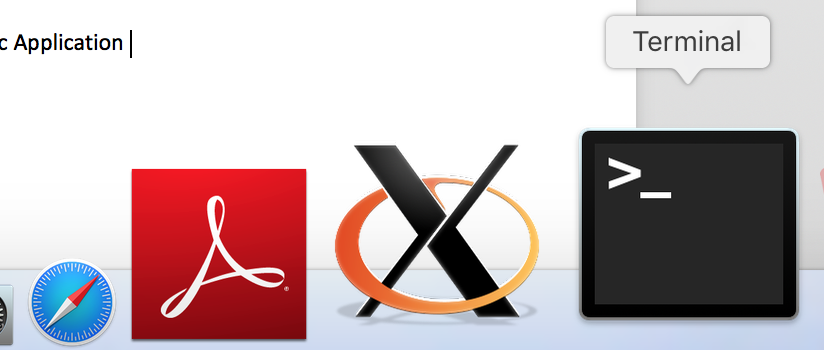 c Application
Terminal
>_